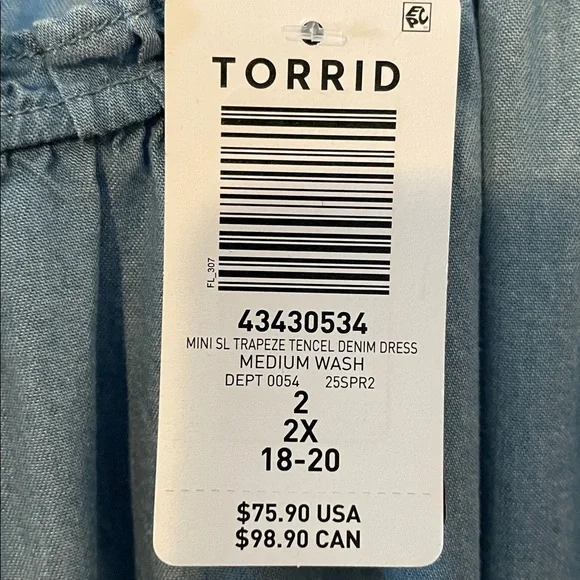 EPC
TORRID
FL_307
43430534
MINI SL TRAPEZE TENCEL DENIM DRESS
MEDIUM WASH
DEPT 0054 25SPR2
2
2X
18-20
$75.90 USA
$98.90 CAN